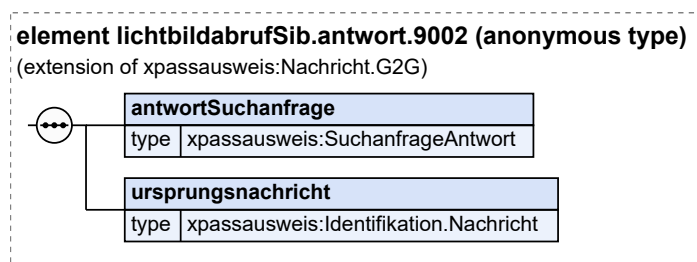 element lichtbildabrufSib.antwort.9002 (anonymous type)
(extension of xpassausweis:Nachricht.G2G)
antwortSuchanfrage
type xpassausweis:SuchanfrageAntwort
ursprungsnachricht
type xpassausweis:Identifikation.Nachricht